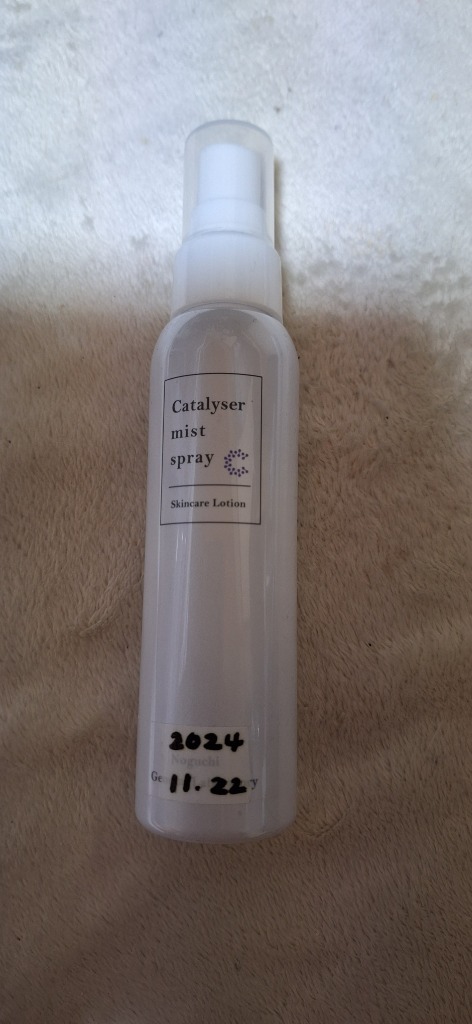 Catalyser
mist
spray
Skincare Lotion
2024
Noguchi
11.22